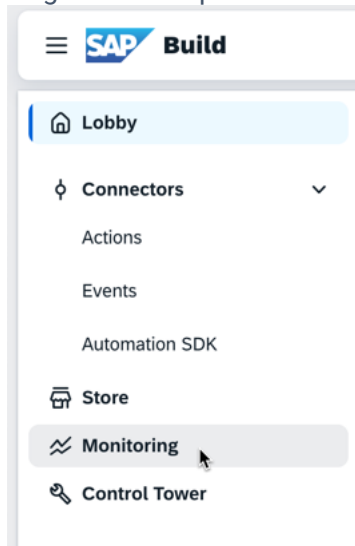 SAP Build
Lobby
Connectors
Actions
Events
Automation SDK
Store
Monitoring
Control Tower